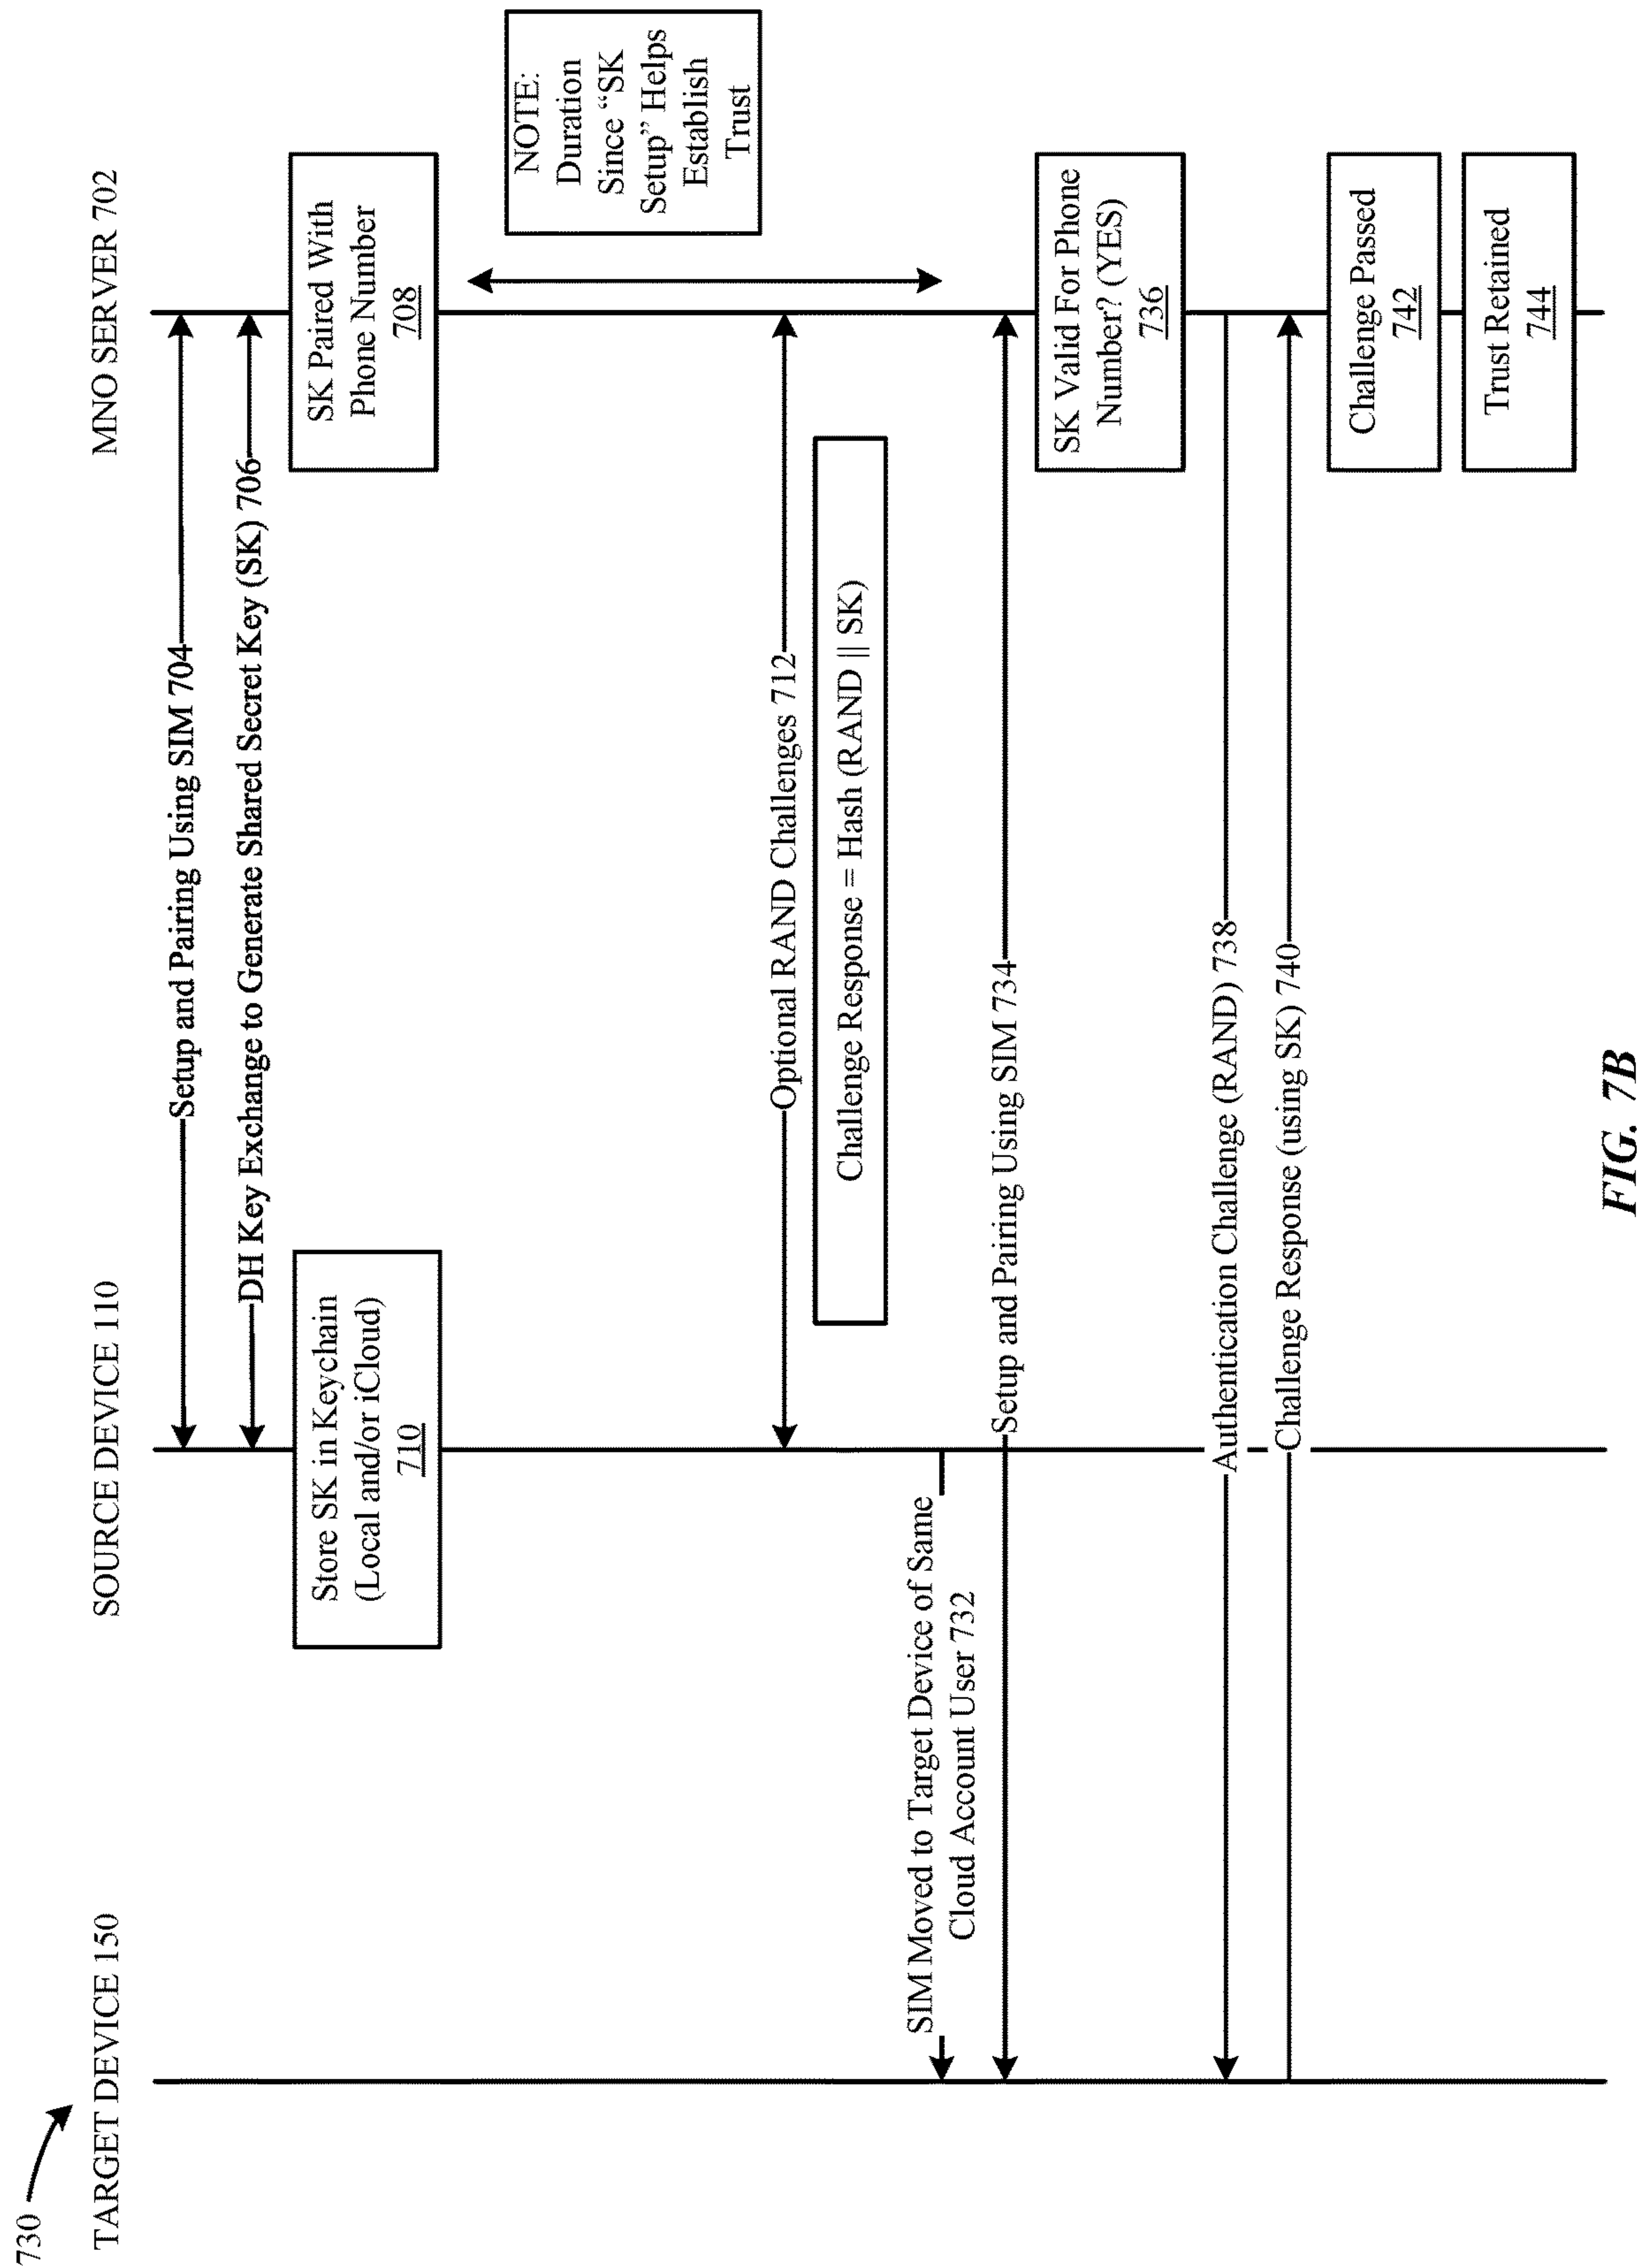 730
TARGET DEVICE 150
SOURCE DEVICE 110
MNO SERVER 702
Setup and Pairing Using SIM 704
DH Key Exchange to Generate Shared Secret Key (SK) 706
Store SK in Keychain
(Local and/or iCloud)
710
SK Paired With
Phone Number
708
NOTE:
Duration
Since “SK
Setup” Helps
Establish
Trust
Optional RAND Challenges 712
Challenge Response = Hash (RAND || SK)
SIM Moved to Target Device of Same
Cloud Account User 732
Setup and Pairing Using SIM 734
SK Valid For Phone
Number? (YES)
736
Authentication Challenge (RAND) 738
Challenge Response (using SK) 740
Challenge Passed
742
Trust Retained
744
FIG. 7B